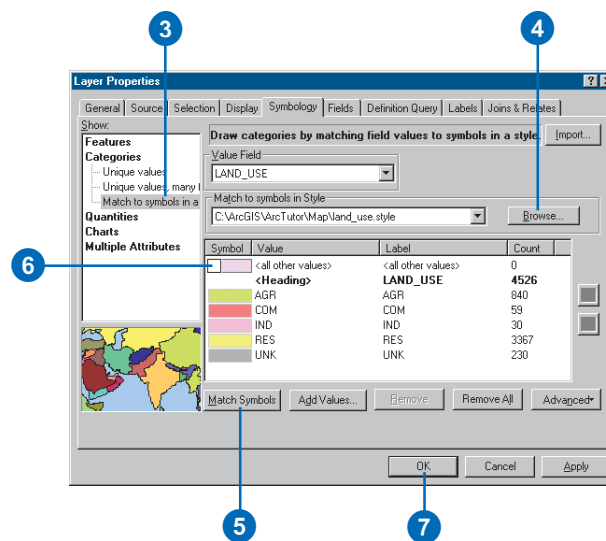 3
4
Layer Properties
General Source Selection Display Symbology Fields Definition Query Labels Joins & Relates
Show:
Features
Categories
Unique values
Unique values, many
Match to symbols in a
Quantities
Charts
Multiple Attributes
Draw categories by matching field values to symbols in a style.
Import...
Value Field
LAND_USE
Match to symbols in Style
C:\ArcGIS\ArcTutor\Map\land_use.style
Browse...
6
Symbol Value Label Count
<all other values> <all other values> 0
<Heading> LAND_USE 4526
AGR AGR 840
COM COM 59
IND IND 30
RES RES 3367
UNK UNK 230
Match Symbols Add Values... Remove Remove All Advanced
OK Cancel Apply
5
7